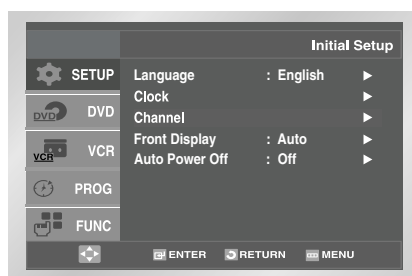 Initial Setup
SETUP
Language : English ►
Clock ►
Channel ►
Front Display : Auto ►
Auto Power Off : Off ►
DVD DVD
VCR VCR
PROG
FUNC
ENTER RETURN MENU